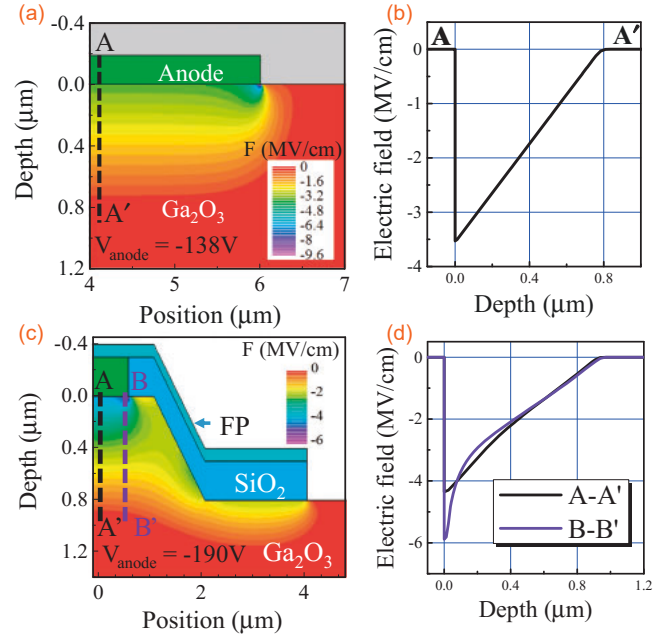 (a)
-0.4
0.0
0.4
0.8
1.2
Depth (μm)
A
Anode
F (MV/cm)
0
-1.6
-3.2
-4.8
-6.4
-8.0
-9.6
A′
Ga₂O₃
V_anode = -138V
4
5
6
7
Position (μm)
(b)
A
A′
0
-1
-2
-3
-4
Electric field (MV/cm)
0.0
0.4
0.8
Depth (μm)
(c)
-0.4
0.0
0.4
0.8
1.2
Depth (μm)
A
B
F (MV/cm)
0
-2
-4
-6
FP
SiO₂
A'
B'
V_anode = -190V
Ga₂O₃
0
1
2
3
4
Position (μm)
(d)
0
-2
-4
-6
Electric field (MV/cm)
A-A'
B-B'
0.0
0.4
0.8
1.2
Depth (μm)